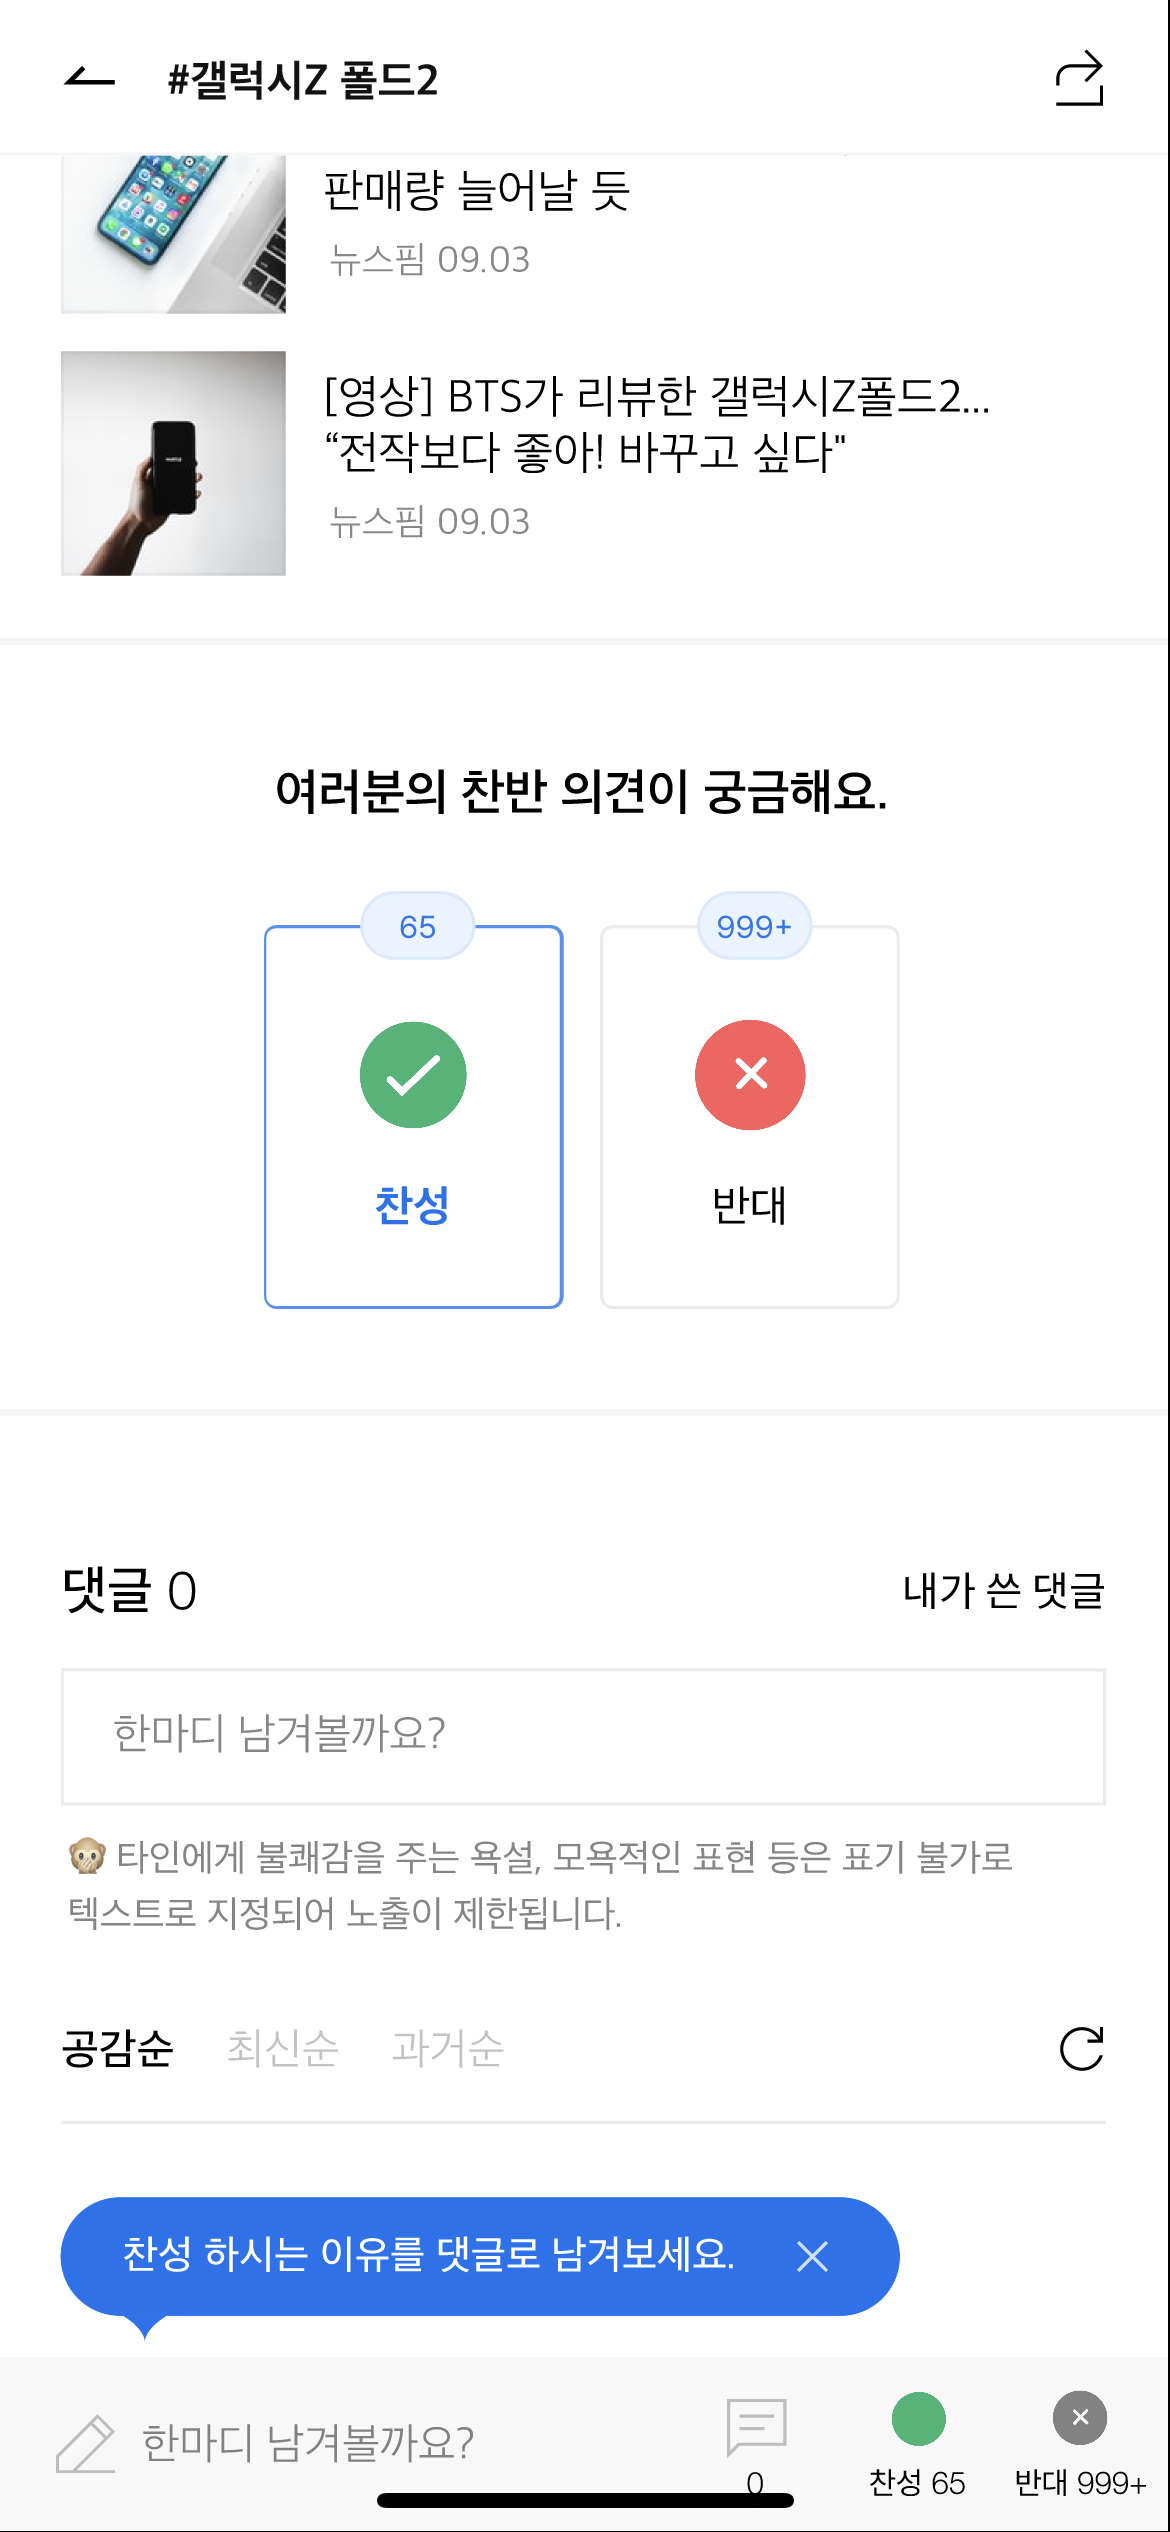 #갤럭시Z 폴드2
판매량 늘어날 듯
뉴스핌 09.03
[영상] BTS가 리뷰한 갤럭시Z폴드2...
“전작보다 좋아! 바꾸고 싶다"
뉴스핌 09.03
여러분의 찬반 의견이 궁금해요.
65 999+
찬성 반대
댓글 0 내가 쓴 댓글
한마디 남겨볼까요?
🙊 타인에게 불쾌감을 주는 욕설, 모욕적인 표현 등은 표기 불가로
텍스트로 지정되어 노출이 제한됩니다.
공감순 최신순 과거순
찬성 하시는 이유를 댓글로 남겨보세요.
한마디 남겨볼까요?
0 찬성 65 반대 999+